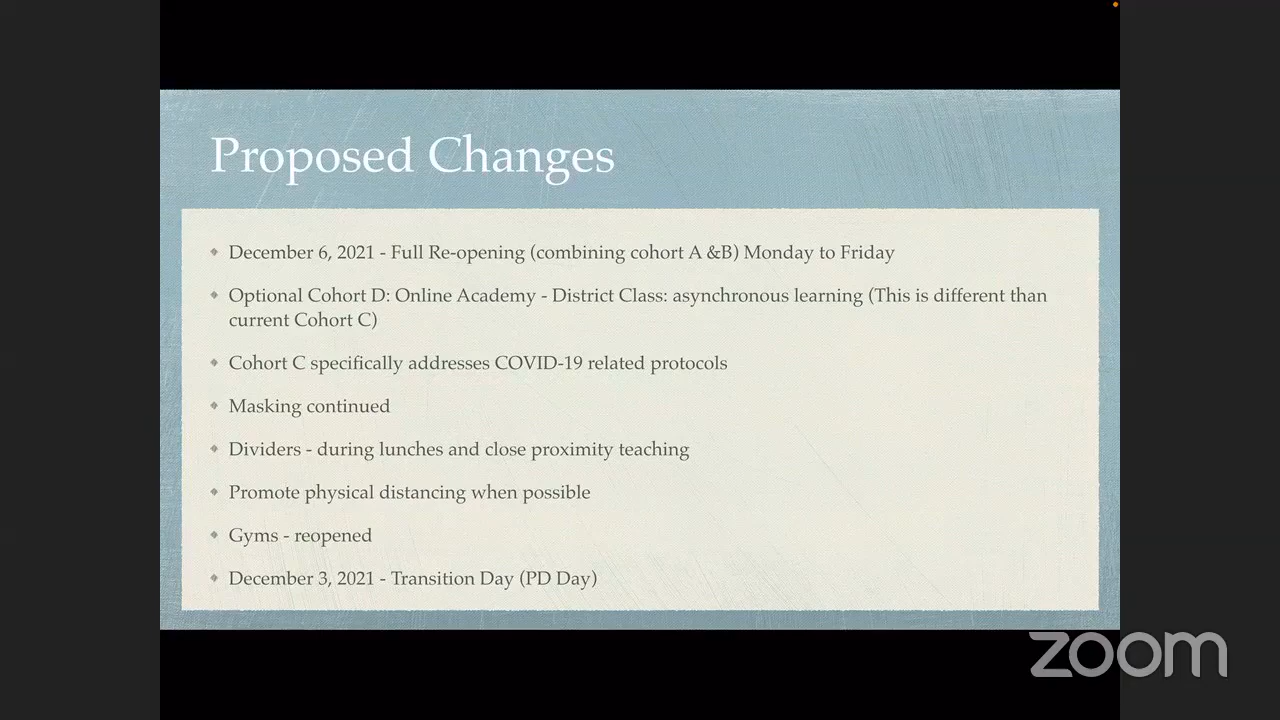 Proposed Changes
December 6, 2021 - Full Re-opening (combining cohort A &B) Monday to Friday
Optional Cohort D: Online Academy - District Class: asynchronous learning (This is different than
current Cohort C)
Cohort C specifically addresses COVID-19 related protocols
Masking continued
Dividers - during lunches and close proximity teaching
Promote physical distancing when possible
Gyms - reopened
December 3, 2021 - Transition Day (PD Day)
zoom